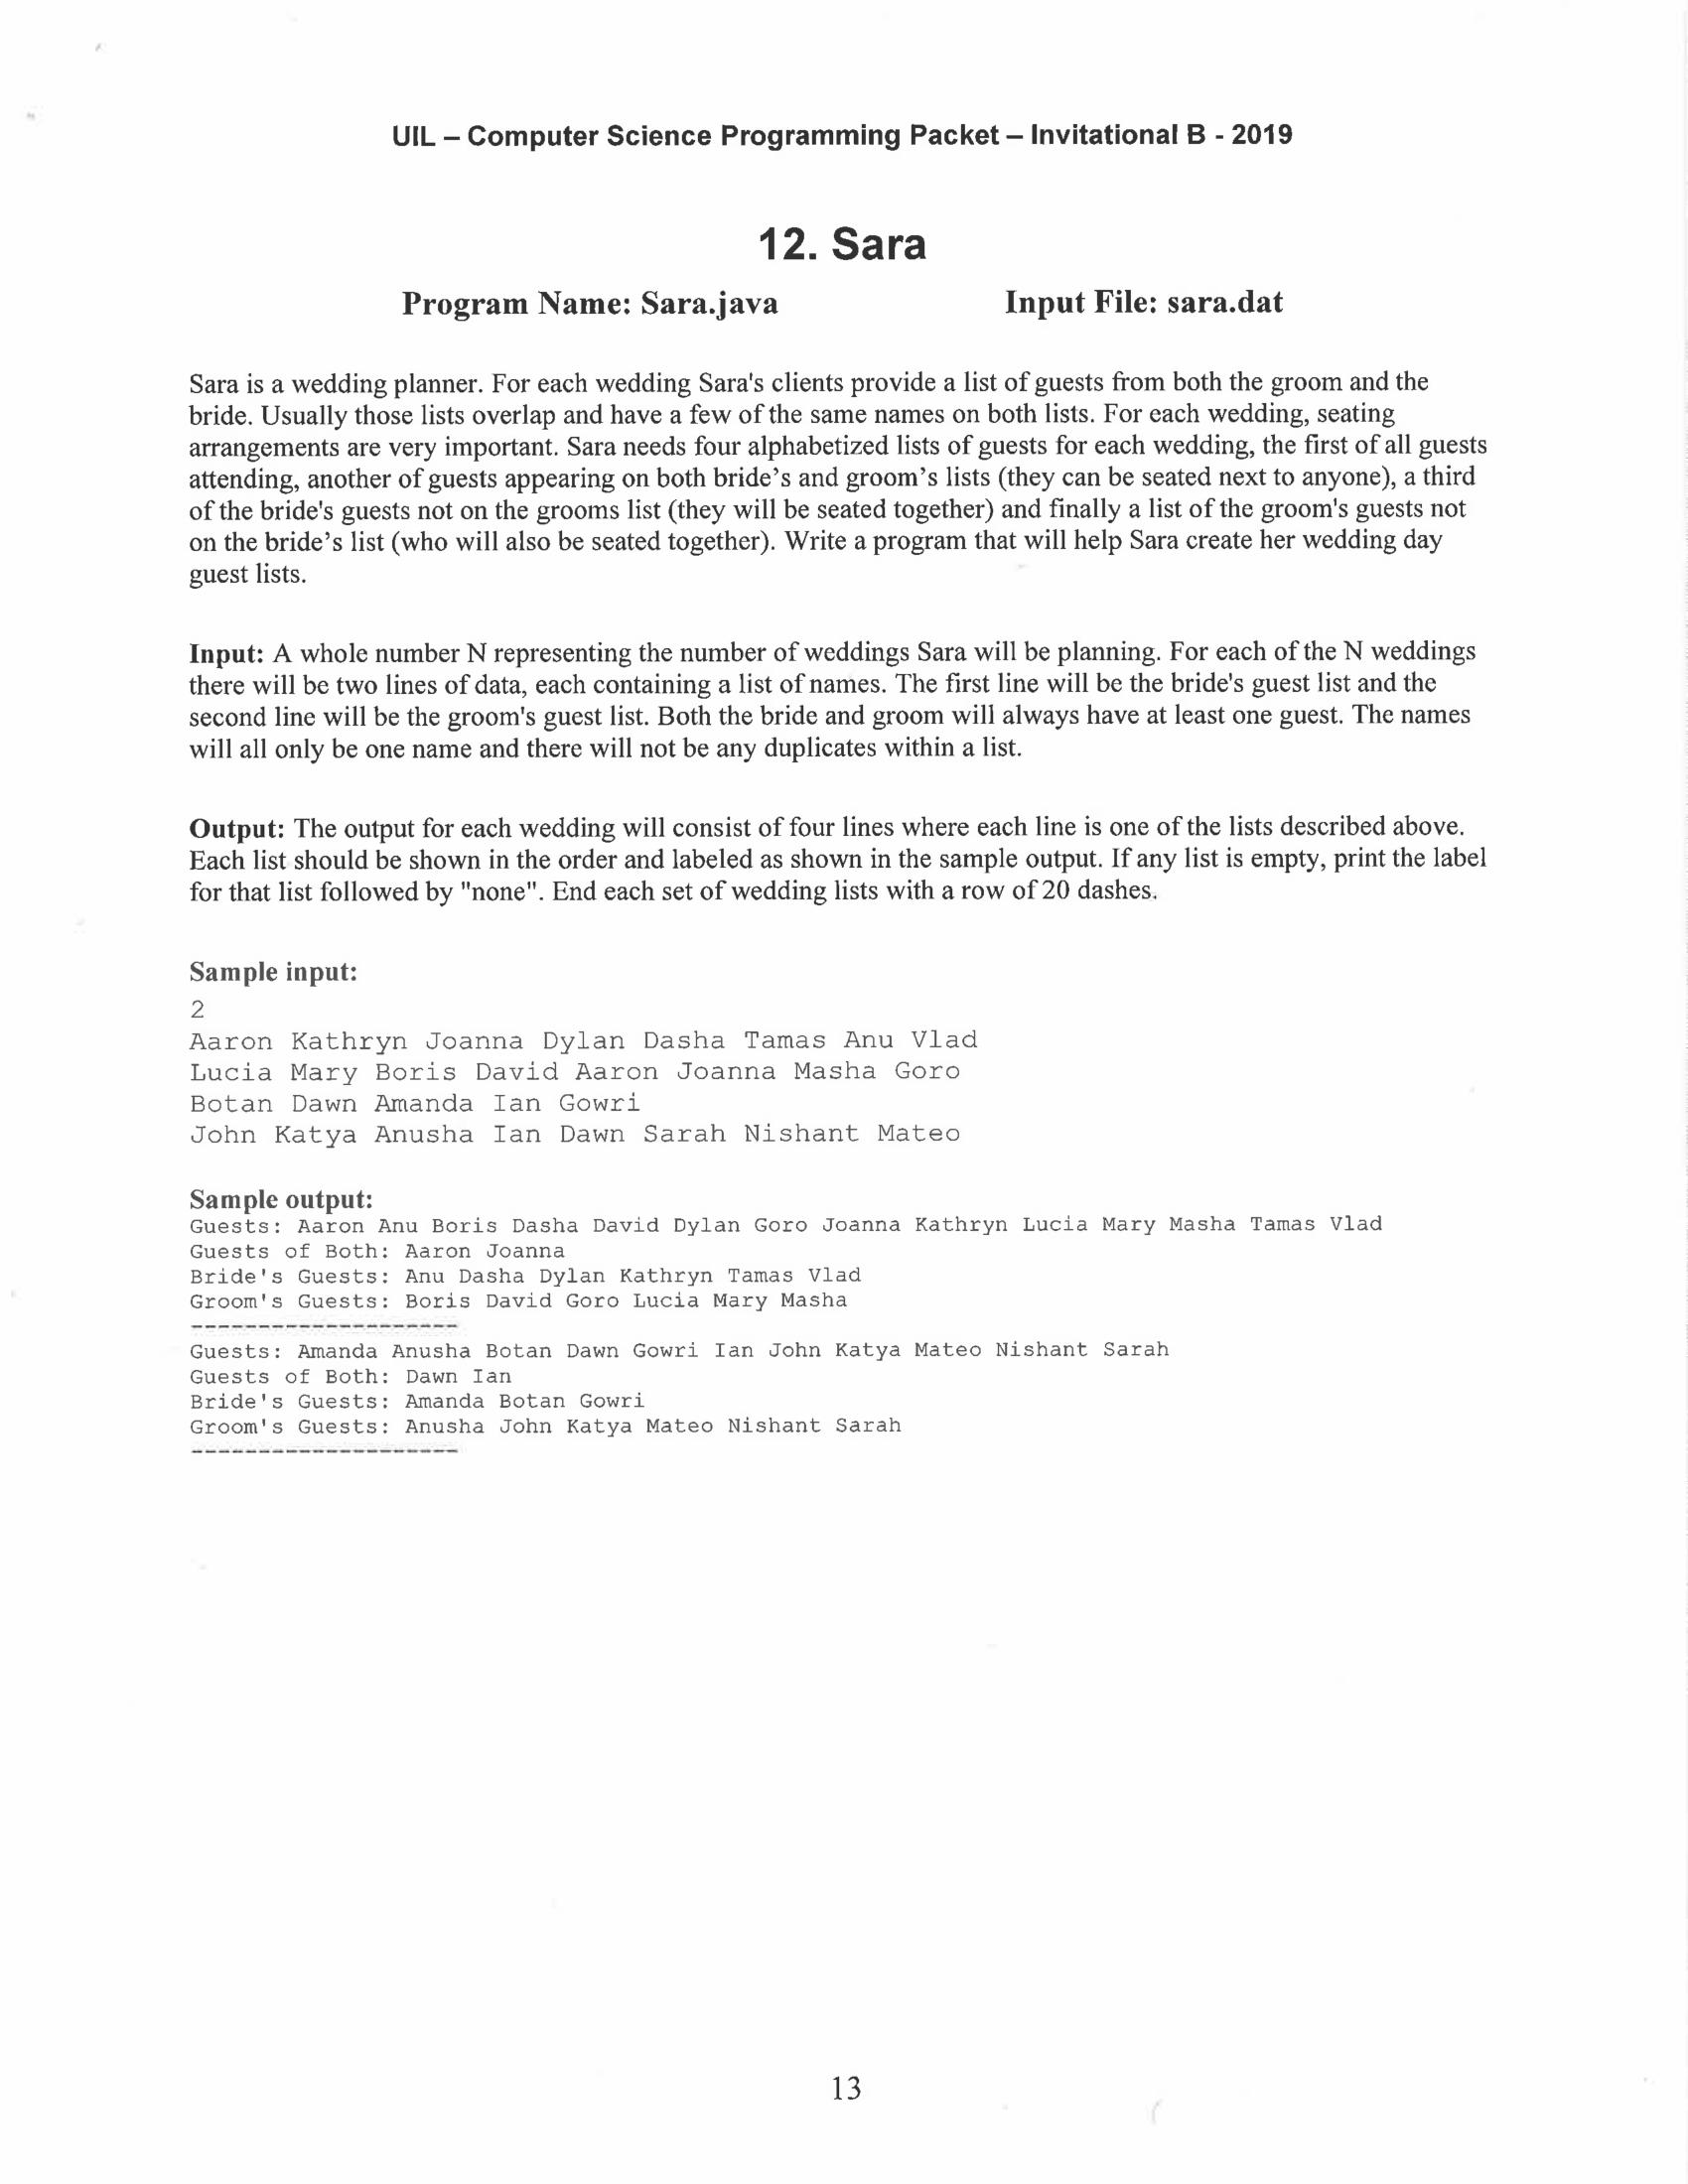 UIL – Computer Science Programming Packet – Invitational B - 2019
12. Sara
Program Name: Sara.java Input File: sara.dat
Sara is a wedding planner. For each wedding Sara's clients provide a list of guests from both the groom and the
bride. Usually those lists overlap and have a few of the same names on both lists. For each wedding, seating
arrangements are very important. Sara needs four alphabetized lists of guests for each wedding, the first of all guests
attending, another of guests appearing on both bride’s and groom’s lists (they can be seated next to anyone), a third
of the bride's guests not on the grooms list (they will be seated together) and finally a list of the groom's guests not
on the bride’s list (who will also be seated together). Write a program that will help Sara create her wedding day
guest lists.
Input: A whole number N representing the number of weddings Sara will be planning. For each of the N weddings
there will be two lines of data, each containing a list of names. The first line will be the bride's guest list and the
second line will be the groom's guest list. Both the bride and groom will always have at least one guest. The names
will all only be one name and there will not be any duplicates within a list.
Output: The output for each wedding will consist of four lines where each line is one of the lists described above.
Each list should be shown in the order and labeled as shown in the sample output. If any list is empty, print the label
for that list followed by "none". End each set of wedding lists with a row of 20 dashes.
Sample input:
2
Aaron Kathryn Joanna Dylan Dasha Tamas Anu Vlad
Lucia Mary Boris David Aaron Joanna Masha Goro
Botan Dawn Amanda Ian Gowri
John Katya Anusha Ian Dawn Sarah Nishant Mateo
Sample output:
Guests: Aaron Anu Boris Dasha David Dylan Goro Joanna Kathryn Lucia Mary Masha Tamas Vlad
Guests of Both: Aaron Joanna
Bride's Guests: Anu Dasha Dylan Kathryn Tamas Vlad
Groom's Guests: Boris David Goro Lucia Mary Masha
--------------------
Guests: Amanda Anusha Botan Dawn Gowri Ian John Katya Mateo Nishant Sarah
Guests of Both: Dawn Ian
Bride's Guests: Amanda Botan Gowri
Groom's Guests: Anusha John Katya Mateo Nishant Sarah
--------------------
13